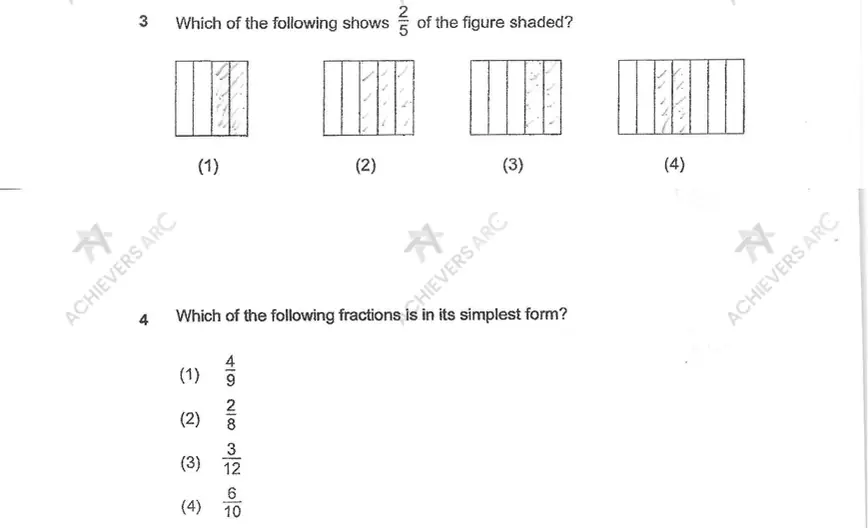 3 Which of the following shows 2/5 of the figure shaded?
(1) (2) (3) (4)
ACHIEVERS ARC ACHIEVERS ARC ACHIEVERS ARC
4 Which of the following fractions is in its simplest form?
(1) 4/9
(2) 2/8
(3) 3/12
(4) 6/10